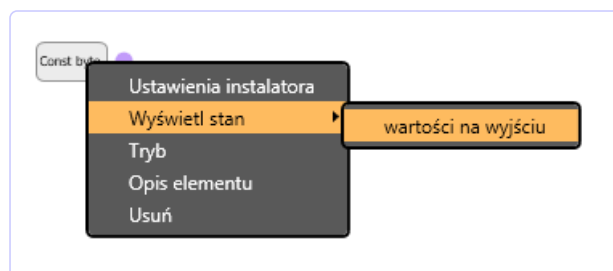 Const byte
Ustawienia instalatora
Wyświetl stan
wartości na wyjściu
Tryb
Opis elementu
Usuń